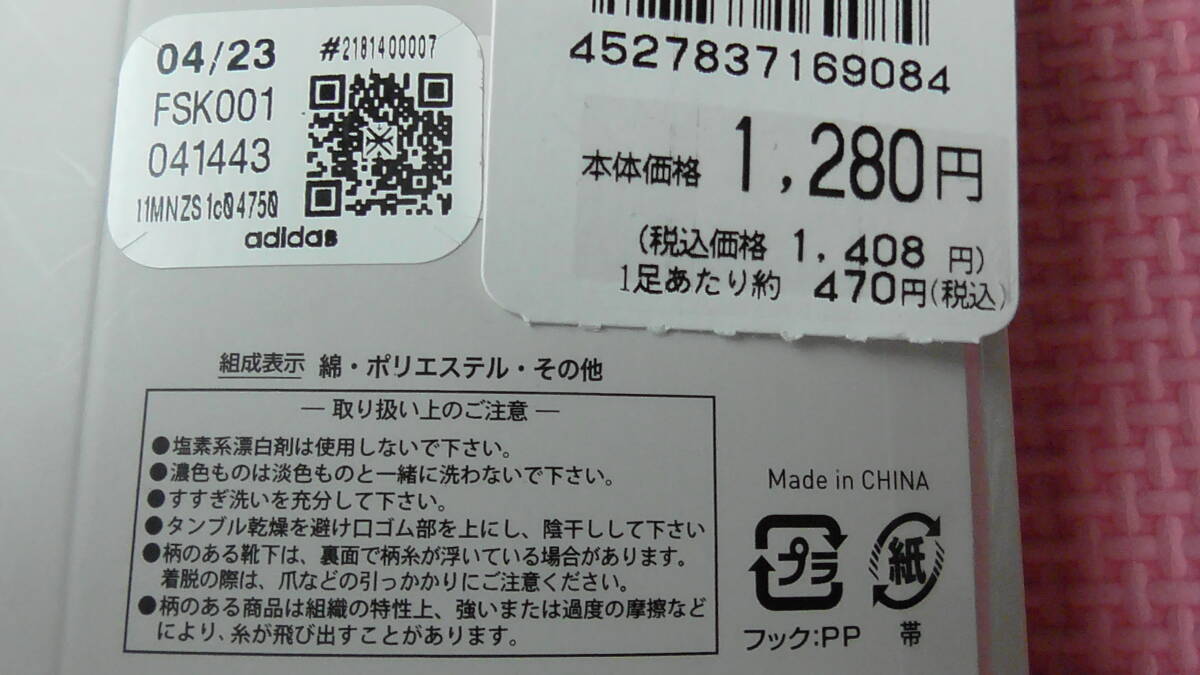 04/23
#2181400007
FSK001
041443
11MNZS1c04750
adidas
4527837169084
本体価格 1,280円
(税込価格 1,408 円)
1足あたり約 470円(税込)
組成表示 綿・ポリエステル・その他
― 取り扱い上のご注意 ―
●塩素系漂白剤は使用しないで下さい。
●濃色ものは淡色ものと一緒に洗わないで下さい。
●すすぎ洗いを充分して下さい。
●タンブル乾燥を避け口ゴム部を上にし、陰干しして下さい
●柄のある靴下は、裏面で柄糸が浮いている場合があります。
着脱の際は、爪などの引っかかりにご注意ください。
●柄のある商品は組織の特性上、強いまたは過度の摩擦など
により、糸が飛び出すことがあります。
Made in CHINA
プラ
紙
フック:PP
帯